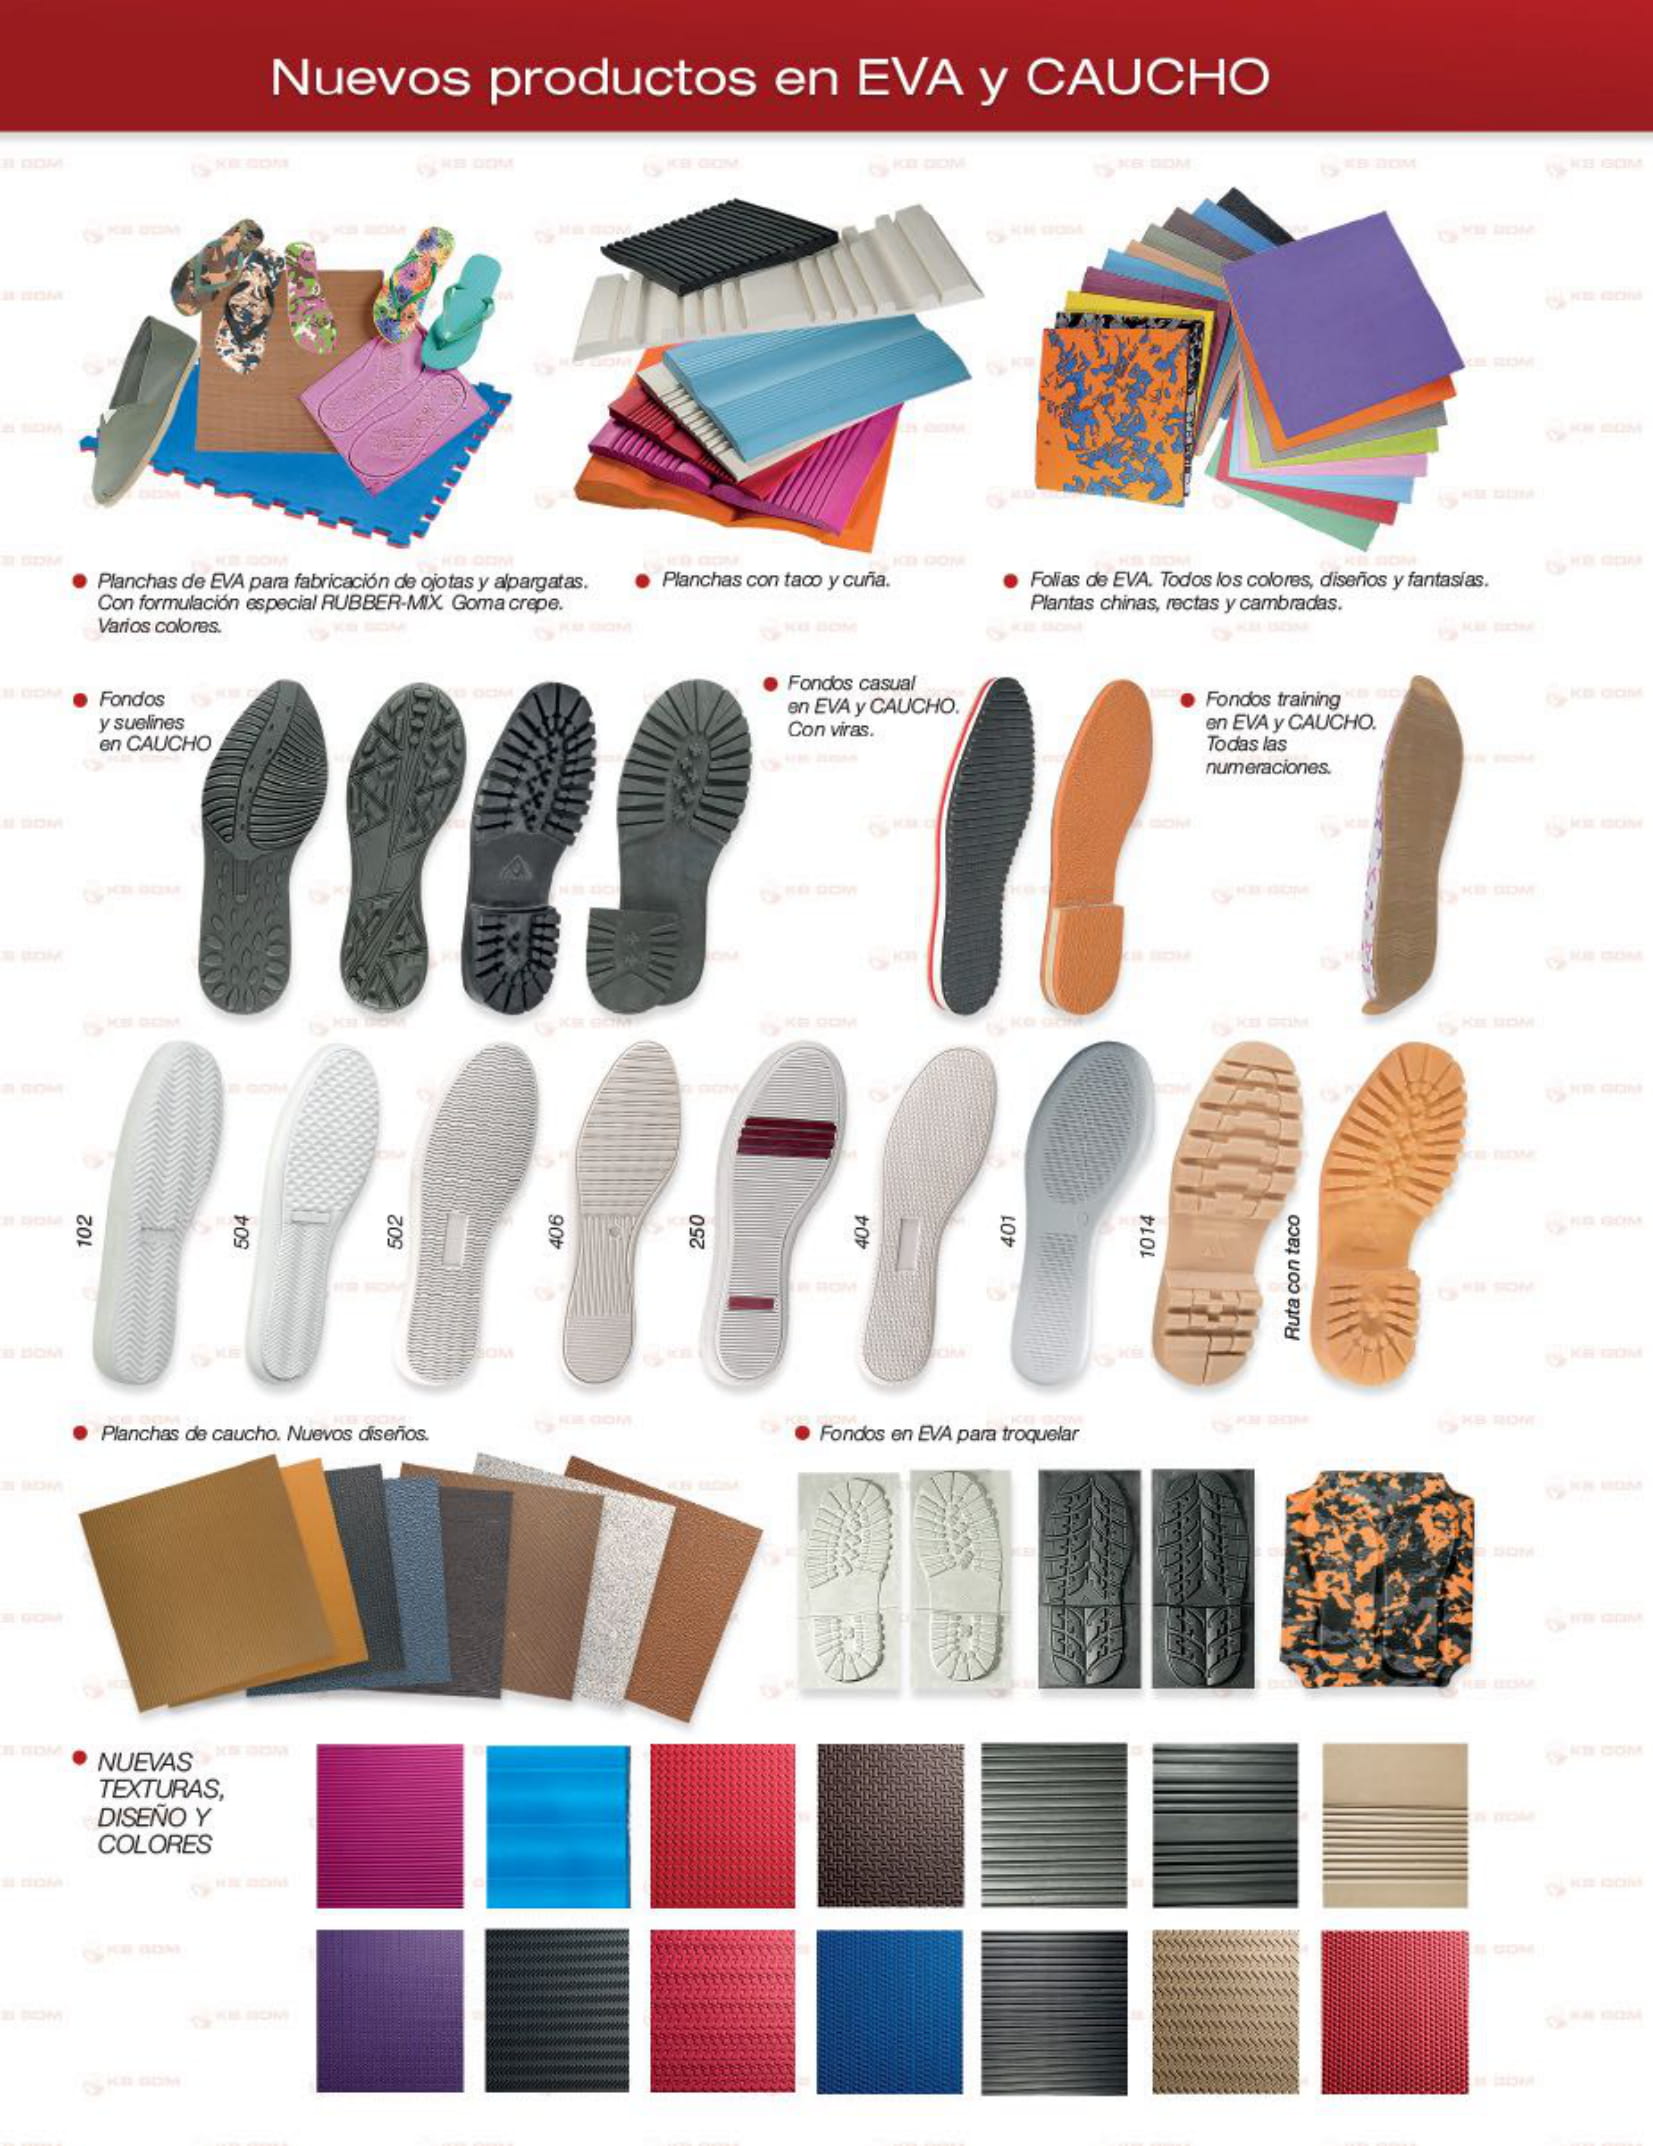 Nuevos productos en EVA y CAUCHO
Planchas de EVA para fabricación de ojotas y alpargatas.
Con formulación especial RUBBER-MIX. Goma crepe.
Varios colores.
Planchas con taco y cuña.
Folias de EVA. Todos los colores, diseños y fantasías.
Plantas chinas, rectas y cambradas.
Fondos
y suelines
en CAUCHO
Fondos casual
en EVA y CAUCHO.
Con viras.
Fondos training
en EVA y CAUCHO.
Todas las
numeraciones.
102
504
502
406
250
404
401
1014
Ruta con taco
Planchas de caucho. Nuevos diseños.
Fondos en EVA para troquelar
NUEVAS
TEXTURAS,
DISEÑO Y
COLORES
KB GOM